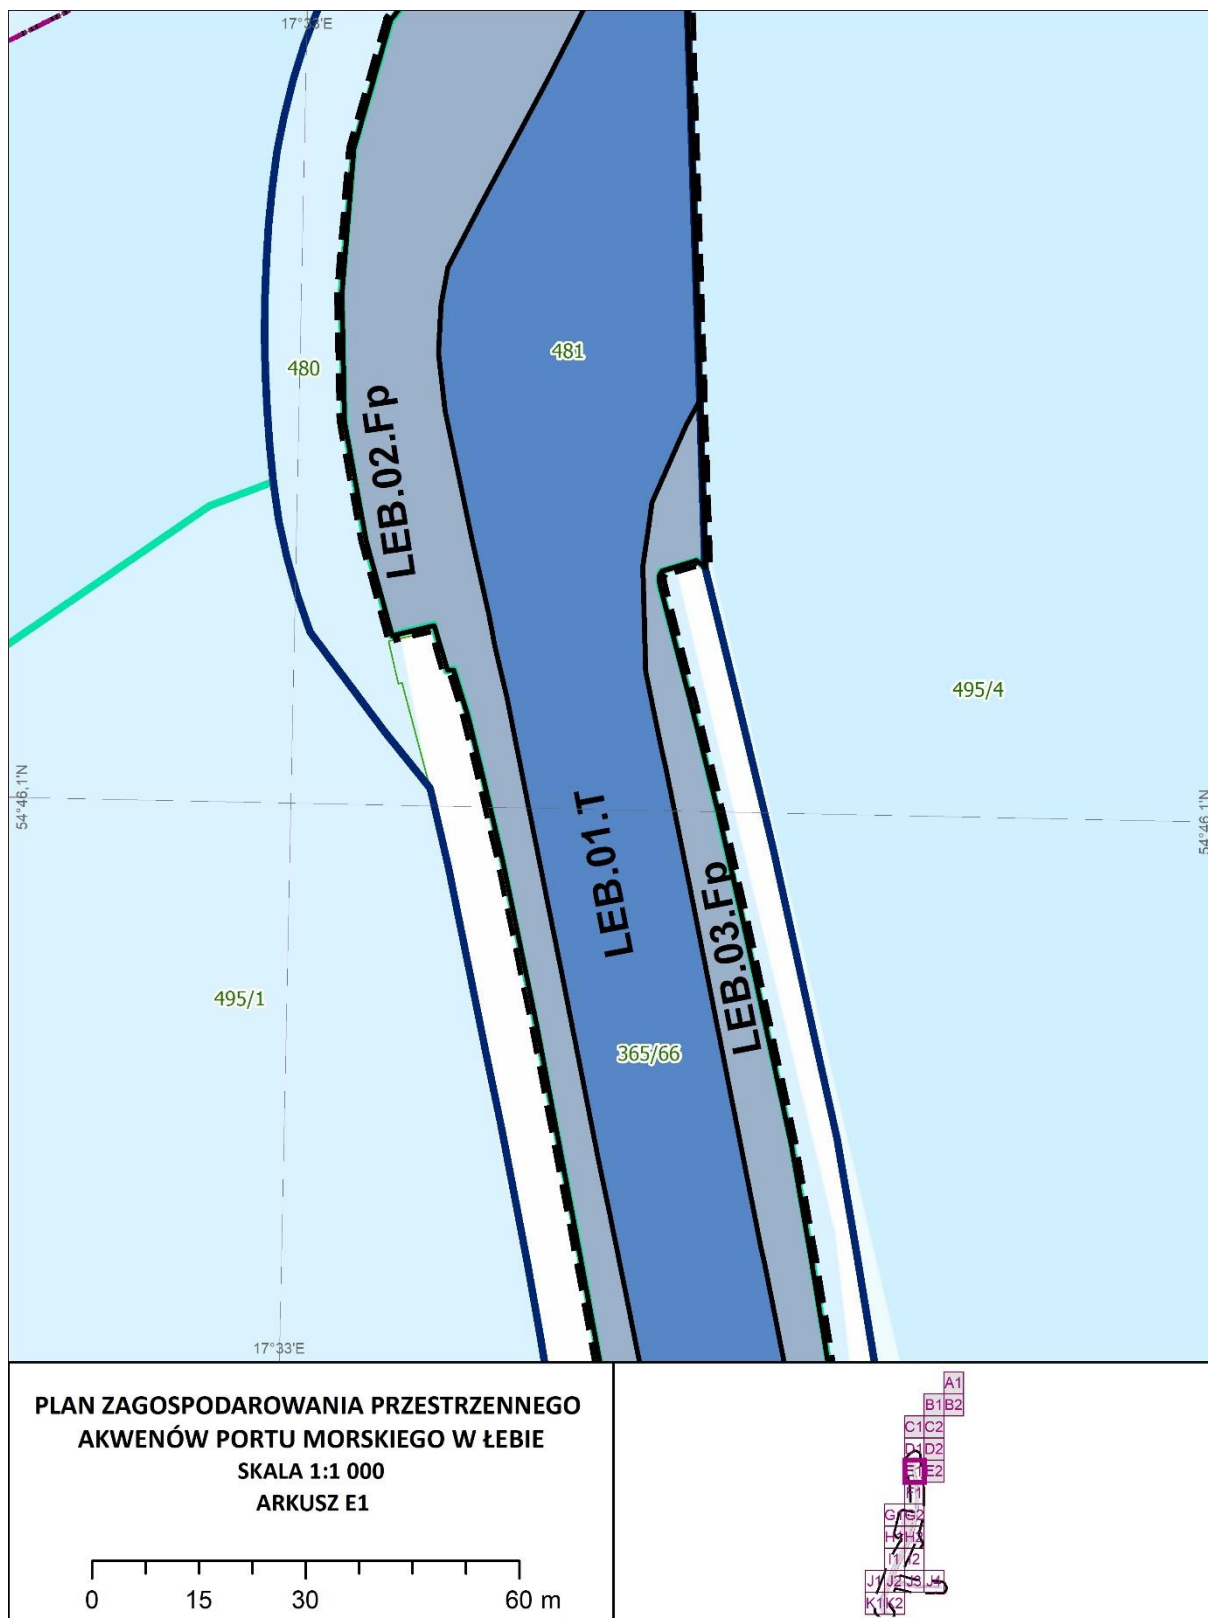 17°33'E
481
480
LEB.02.Fp
495/4
54°46,1'N
54°46,1'N
LEB.01.T
LEB.03.Fp
495/1
365/66
17°33'E
PLAN ZAGOSPODAROWANIA PRZESTRZENNEGO
AKWENÓW PORTU MORSKIEGO W ŁEBIE
SKALA 1:1 000
ARKUSZ E1
0 15 30 60 m
A1
B1 B2
C1 C2
D1 D2
E1 E2
F1
G1 G2
H1 H2
I1 I2
J1 J2 J3 J4
K1 K2